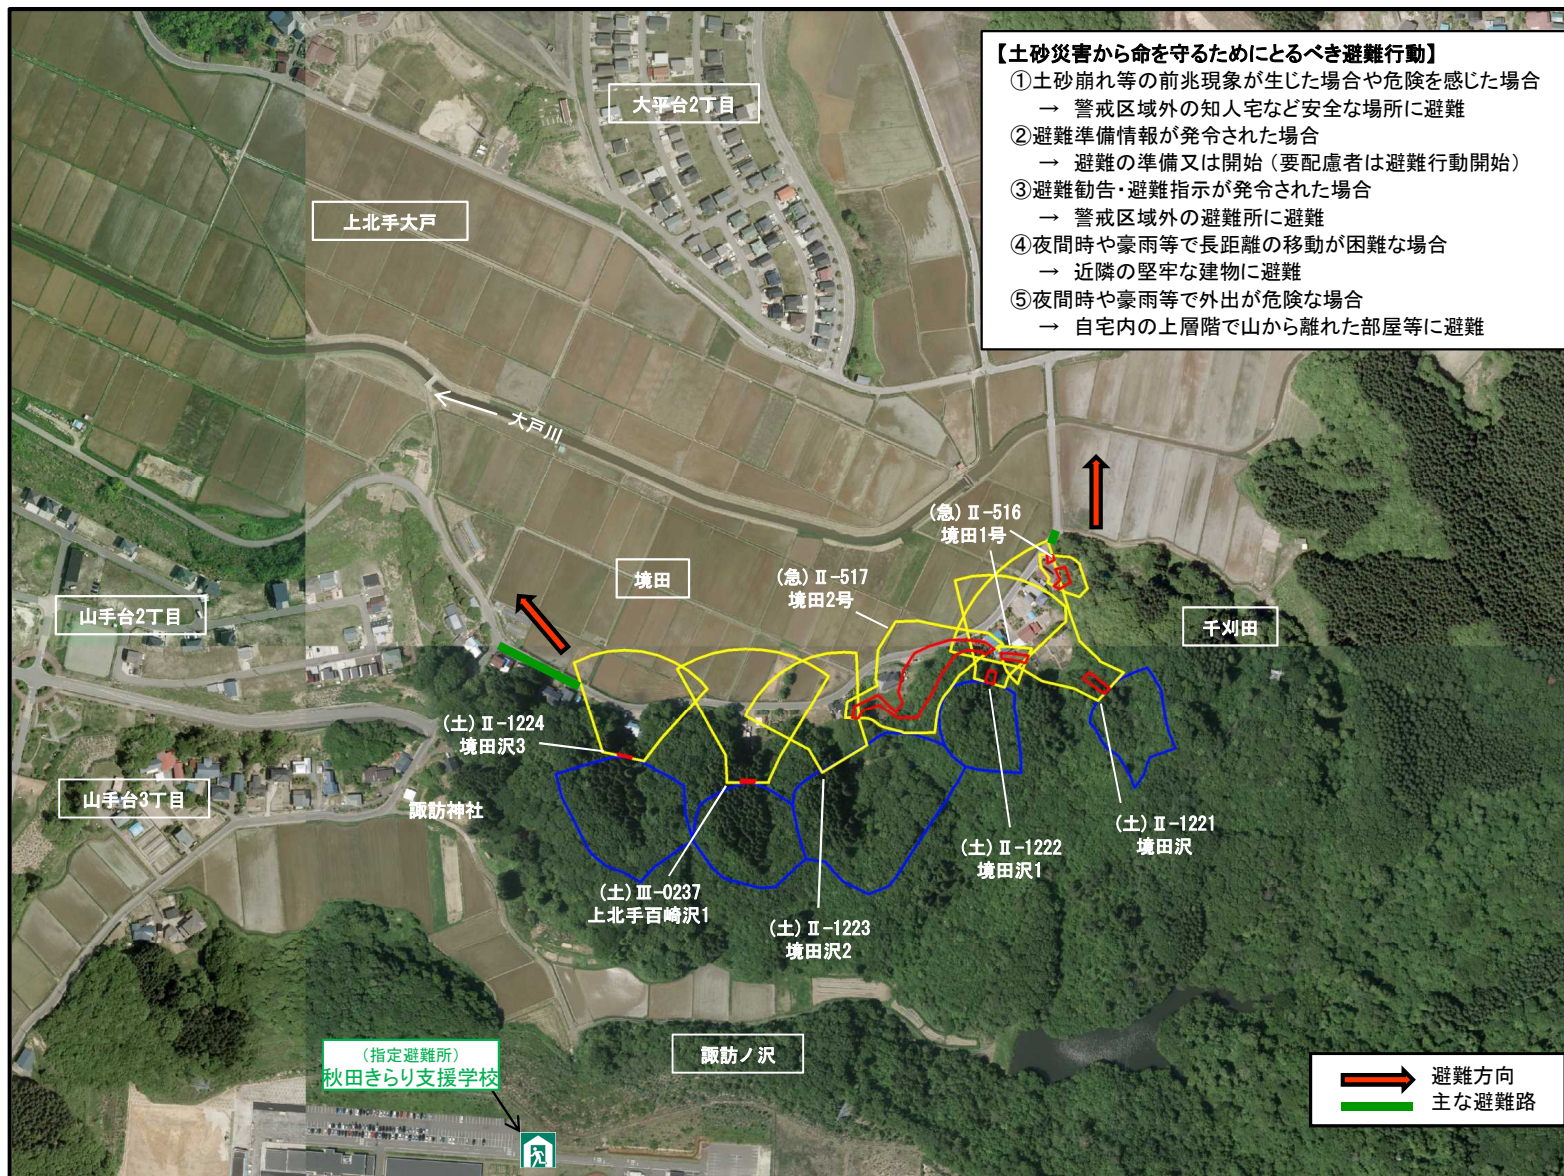 【土砂災害から命を守るためにとるべき避難行動】
①土砂崩れ等の前兆現象が生じた場合や危険を感じた場合
→ 警戒区域外の知人宅など安全な場所に避難
②避難準備情報が発令された場合
→ 避難の準備又は開始（要配慮者は避難行動開始）
③避難勧告・避難指示が発令された場合
→ 警戒区域外の避難所に避難
④夜間時や豪雨等で長距離の移動が困難な場合
→ 近隣の堅牢な建物に避難
⑤夜間時や豪雨等で外出が危険な場合
→ 自宅内の上層階で山から離れた部屋等に避難
大平台2丁目
上北手大戸
大戸川
(急)Ⅱ-516
境田1号
(急)Ⅱ-517
境田2号
境田
山手台2丁目
千刈田
(土)Ⅱ-1224
境田沢3
山手台3丁目
諏訪神社
(土)Ⅱ-1221
境田沢
(土)Ⅱ-1222
境田沢1
(土)Ⅲ-0237
上北手百崎沢1
(土)Ⅱ-1223
境田沢2
諏訪ノ沢
（指定避難所）
秋田きらり支援学校
避難方向
主な避難路